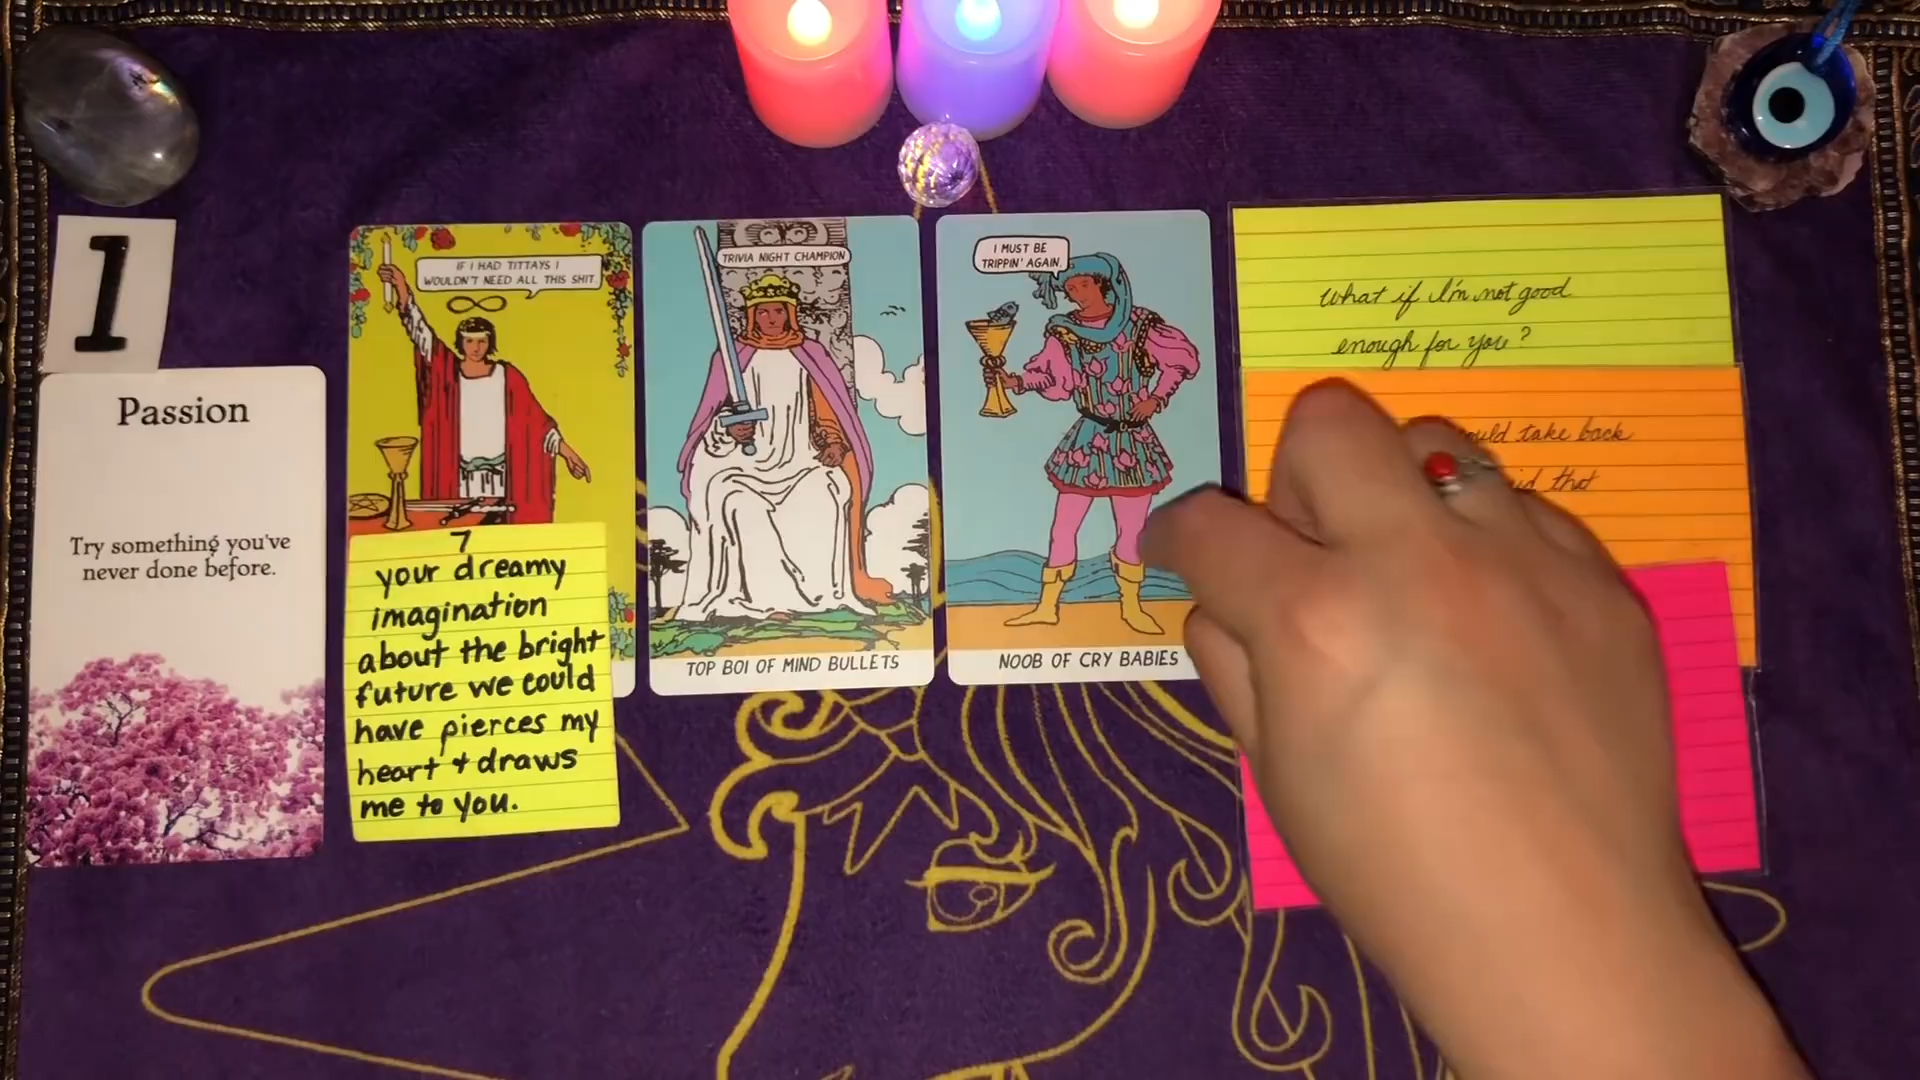 1
Passion
Try something you've
never done before.
IF I HAD TITTAYS I
WOULDN'T NEED ALL THIS SHIT.
7
your dreamy
imagination
about the bright
future we could
have pierces my
heart + draws
me to you.
TRIVIA NIGHT CHAMPION
TOP BOI OF MIND BULLETS
I MUST BE
TRIPPIN' AGAIN.
NOOB OF CRY BABIES
What if I'm not good
enough for you?
take back
that